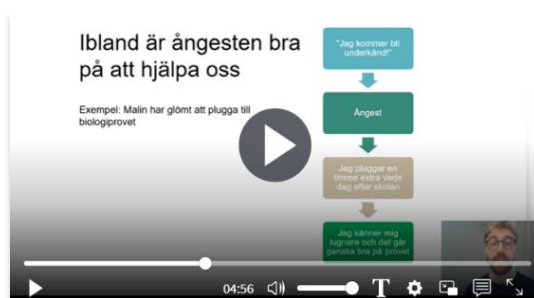 Ibland är ångesten bra
på att hjälpa oss
Exempel: Malin har glömt att plugga till
biologiprovet
"Jag kommer bli
underkänd!"
Ångest
Jag pluggar en
timme extra varje
dag efter skolan
Jag känner mig
lugnare och det går
ganska bra på provet
04:56
T